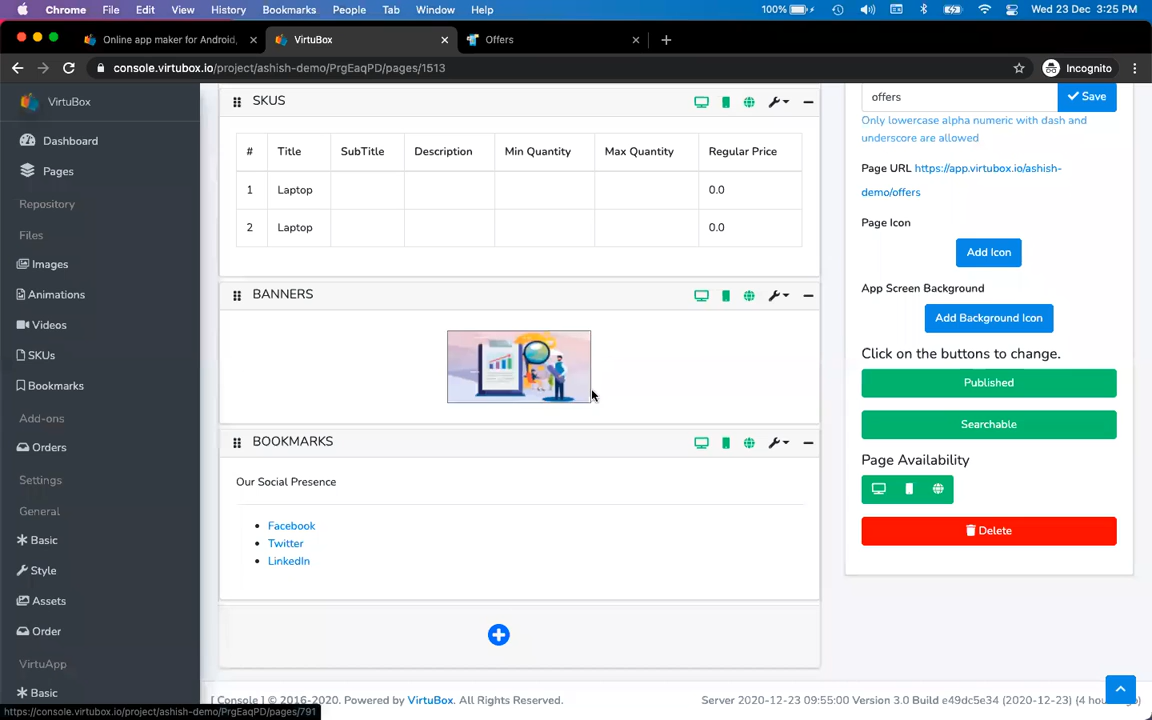 Chrome File Edit View History Bookmarks People Tab Window Help 100% Wed 23 Dec 3:25 PM
Online app maker for Android, VirtuBox Offers
console.virtubox.io/project/ashish-demo/PrgEaqPD/pages/1513 Incognito
VirtuBox
Dashboard
Pages
Repository
Files
Images
Animations
Videos
SKUs
Bookmarks
Add-ons
Orders
Settings
General
Basic
Style
Assets
Order
VirtuApp
Basic
SKUS
# Title SubTitle Description Min Quantity Max Quantity Regular Price
1 Laptop 0.0
2 Laptop 0.0
BANNERS
BOOKMARKS
Our Social Presence
Facebook
Twitter
LinkedIn
offers Save
Only lowercase alpha numeric with dash and
underscore are allowed
Page URL https://app.virtubox.io/ashish-
demo/offers
Page Icon
Add Icon
App Screen Background
Add Background Icon
Click on the buttons to change.
Published
Searchable
Page Availability
Delete
[ Console ] © 2016-2020. Powered by VirtuBox. All Rights Reserved. Server 2020-12-23 09:55:00 Version 3.0 Build e49dc5e34 (2020-12-23) (4 hou
https://console.virtubox.io/project/ashish-demo/PrgEaqPD/pages/791